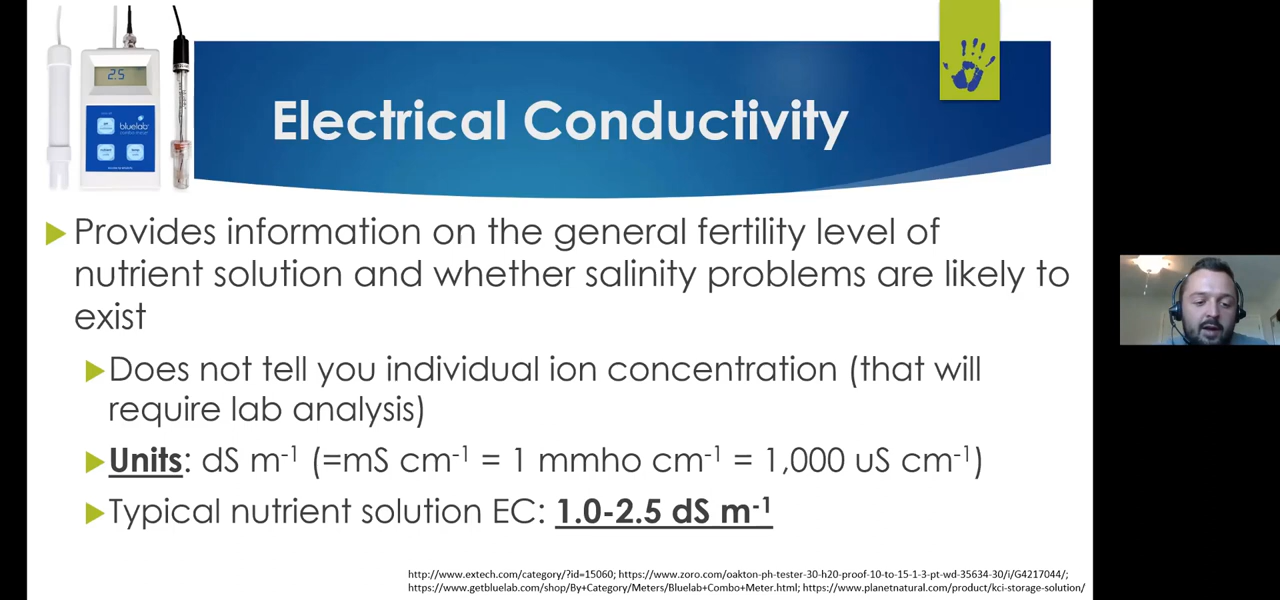 2.5
bluelab
Electrical Conductivity
Provides information on the general fertility level of
nutrient solution and whether salinity problems are likely to
exist
Does not tell you individual ion concentration (that will
require lab analysis)
Units: dS m-1 (=mS cm-1 = 1 mmho cm-1 = 1,000 uS cm-1)
Typical nutrient solution EC: 1.0-2.5 dS m-1
http://www.extech.com/category/?id=15060; https://www.zoro.com/oakton-ph-tester-30-h20-proof-10-to-15-1-3-pt-wd-35634-30/i/G4217044/;
https://www.getbluelab.com/shop/By+Category/Meters/Bluelab+Combo+Meter.html; https://www.planetnatural.com/product/kci-storage-solution/